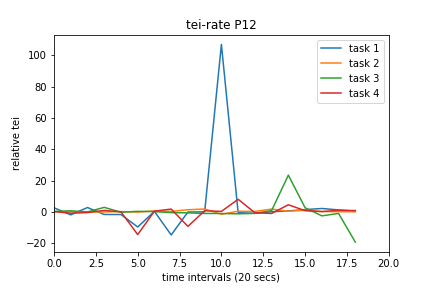 tei-rate P12
task 1
task 2
task 3
task 4
relative tei
100
80
60
40
20
0
−20
0.0 2.5 5.0 7.5 10.0 12.5 15.0 17.5 20.0
time intervals (20 secs)